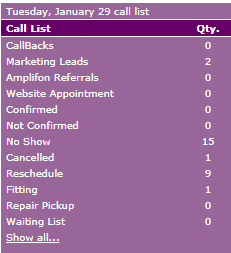 Tuesday, January 29 call list
Call List Qty.
CallBacks 0
Marketing Leads 2
Amplifon Referrals 0
Website Appointment 0
Confirmed 0
Not Confirmed 0
No Show 15
Cancelled 1
Reschedule 9
Fitting 1
Repair Pickup 0
Waiting List 0
Show all...